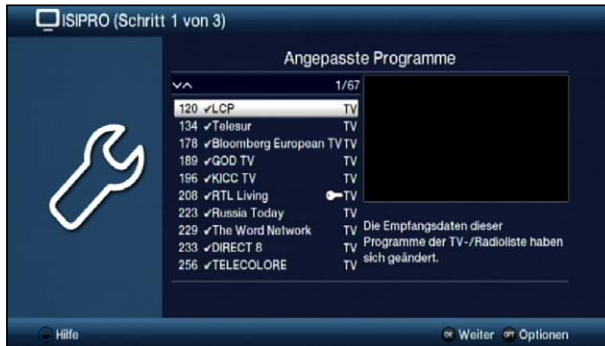 ISIPRO (Schritt 1 von 3)
Angepasste Programme
1/67
120 ✓LCP TV
134 ✓Telesur TV
178 ✓Bloomberg European TV TV
189 ✓GOD TV TV
196 ✓KICC TV TV
208 ✓RTL Living TV
223 ✓Russia Today TV
229 ✓The Word Network TV
233 ✓DIRECT 8 TV
256 ✓TELECOLORE TV
Die Empfangsdaten dieser
Programme der TV-/Radioliste haben
sich geändert.
Hilfe
OK Weiter OPT Optionen